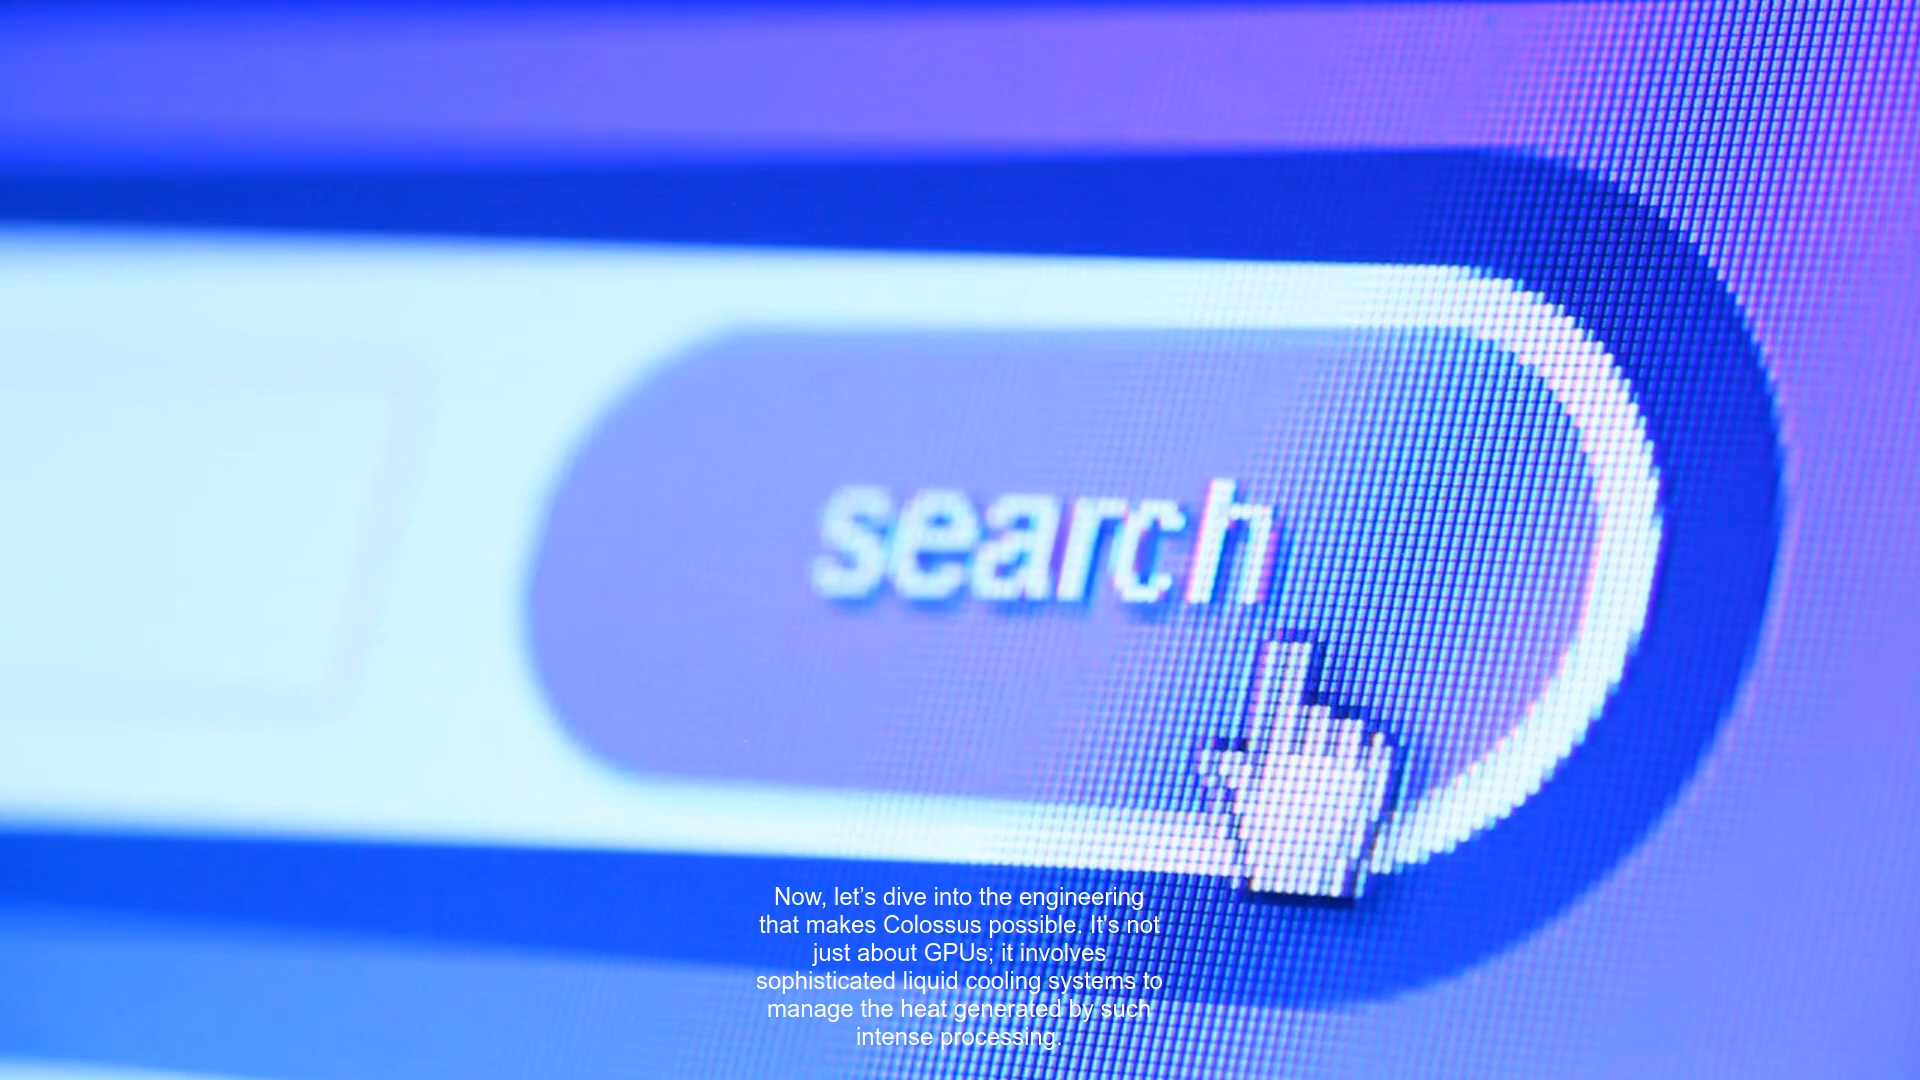 search
Now, let’s dive into the engineering
that makes Colossus possible. It's not
just about GPUs; it involves
sophisticated liquid cooling systems to
manage the heat generated by such
intense processing.